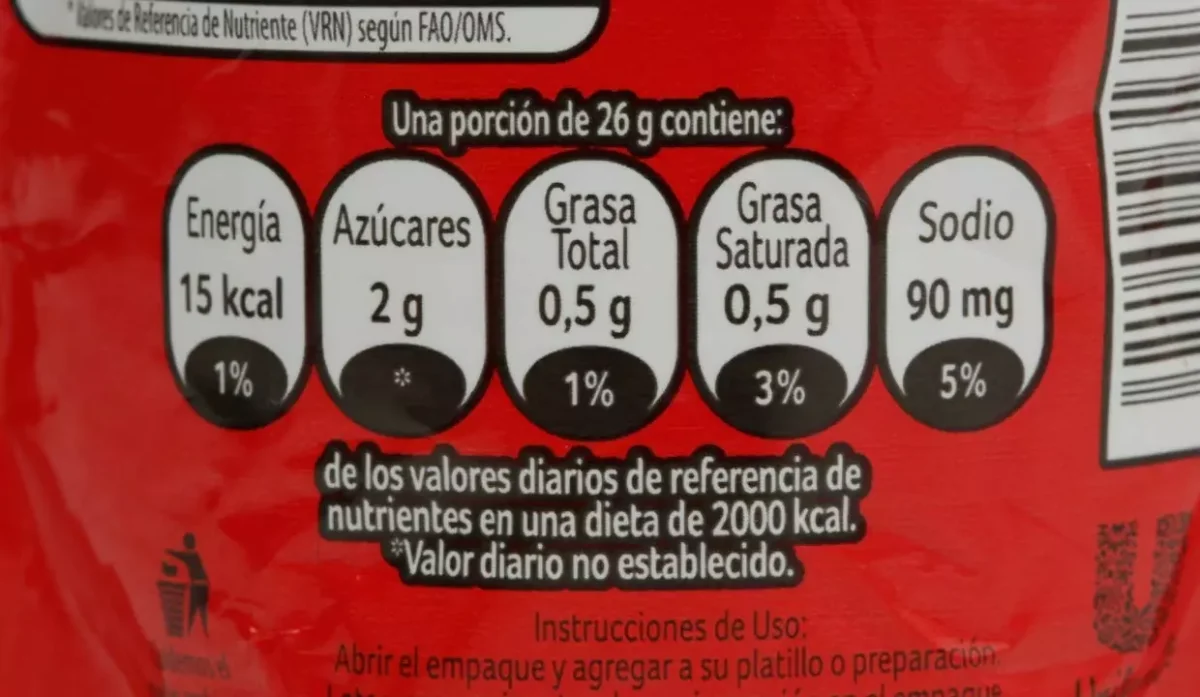 * Valores de Referencia de Nutriente (VRN) según FAO/OMS.
Una porción de 26 g contiene:
Energía
15 kcal
1%
Azúcares
2 g
*
Grasa
Total
0,5 g
1%
Grasa
Saturada
0,5 g
3%
Sodio
90 mg
5%
de los valores diarios de referencia de
nutrientes en una dieta de 2000 kcal.
*Valor diario no establecido.
Instrucciones de Uso:
Abrir el empaque y agregar a su platillo o preparación.